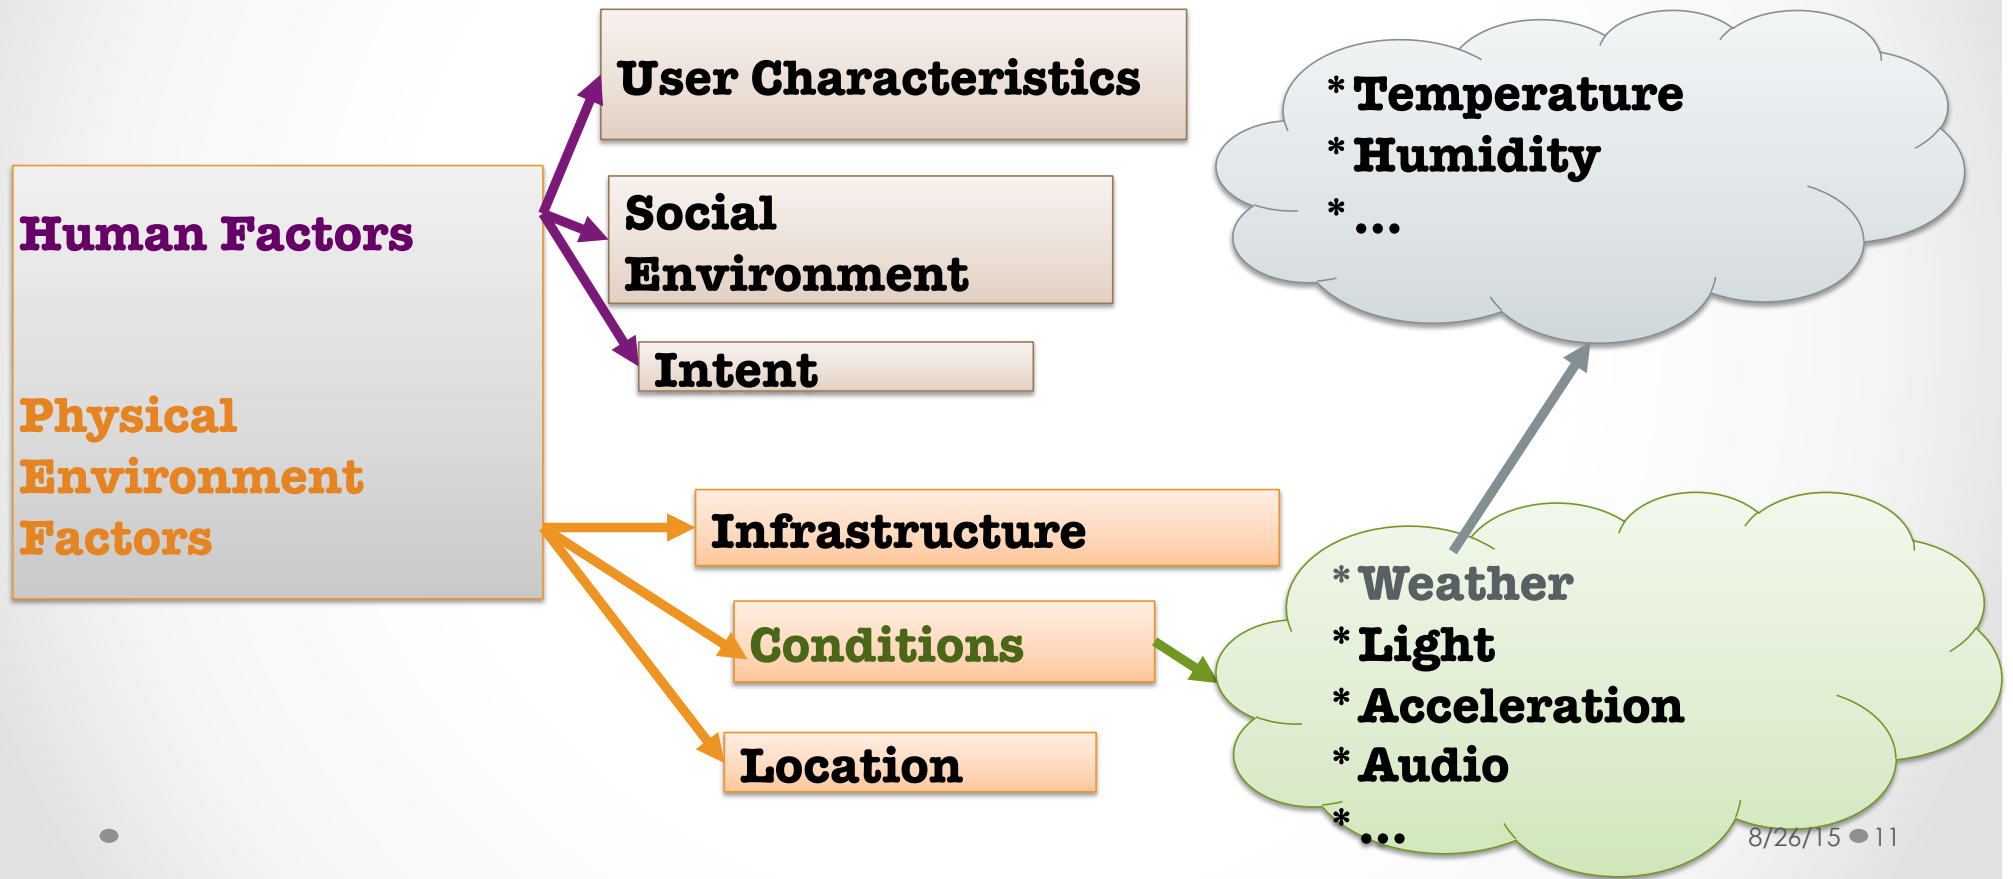 Human Factors
Physical
Environment
Factors
User Characteristics
Social
Environment
Intent
Infrastructure
Conditions
Location
* Temperature
* Humidity
* ...
* Weather
* Light
* Acceleration
* Audio
* ...
8/26/15 ● 11